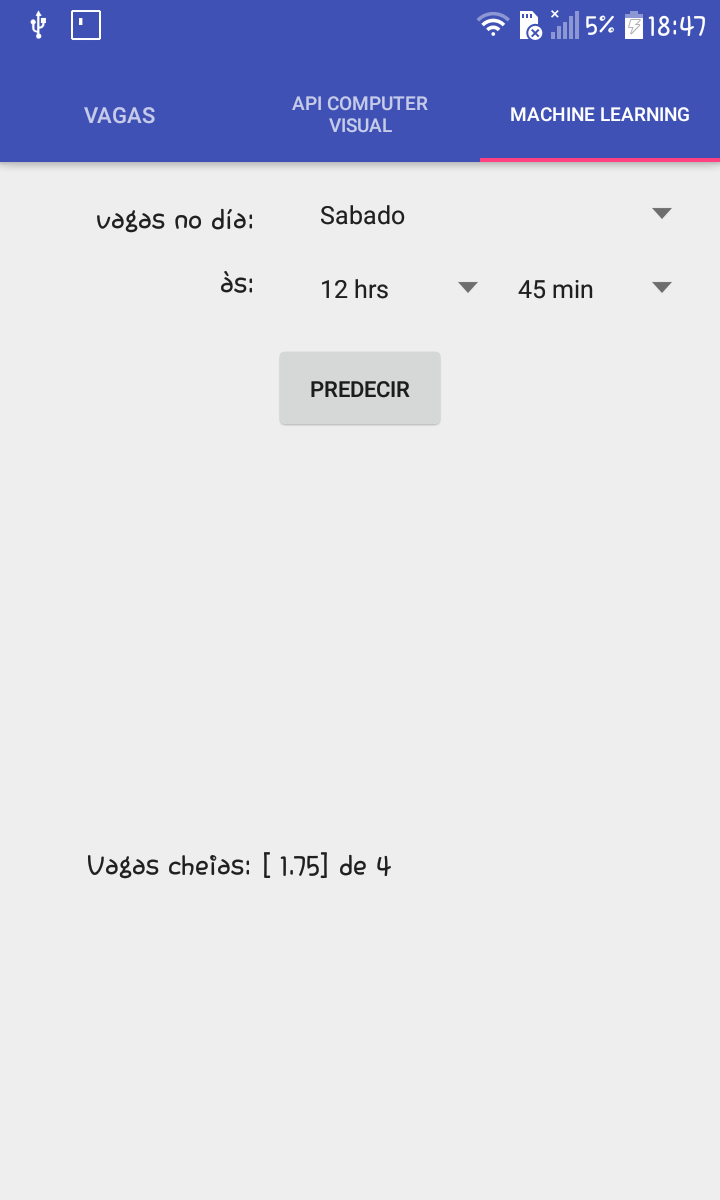 5% 18:47
VAGAS
API COMPUTER
VISUAL
MACHINE LEARNING
vagas no día: Sabado
às: 12 hrs 45 min
PREDECIR
Vagas cheias: [ 1.75] de 4